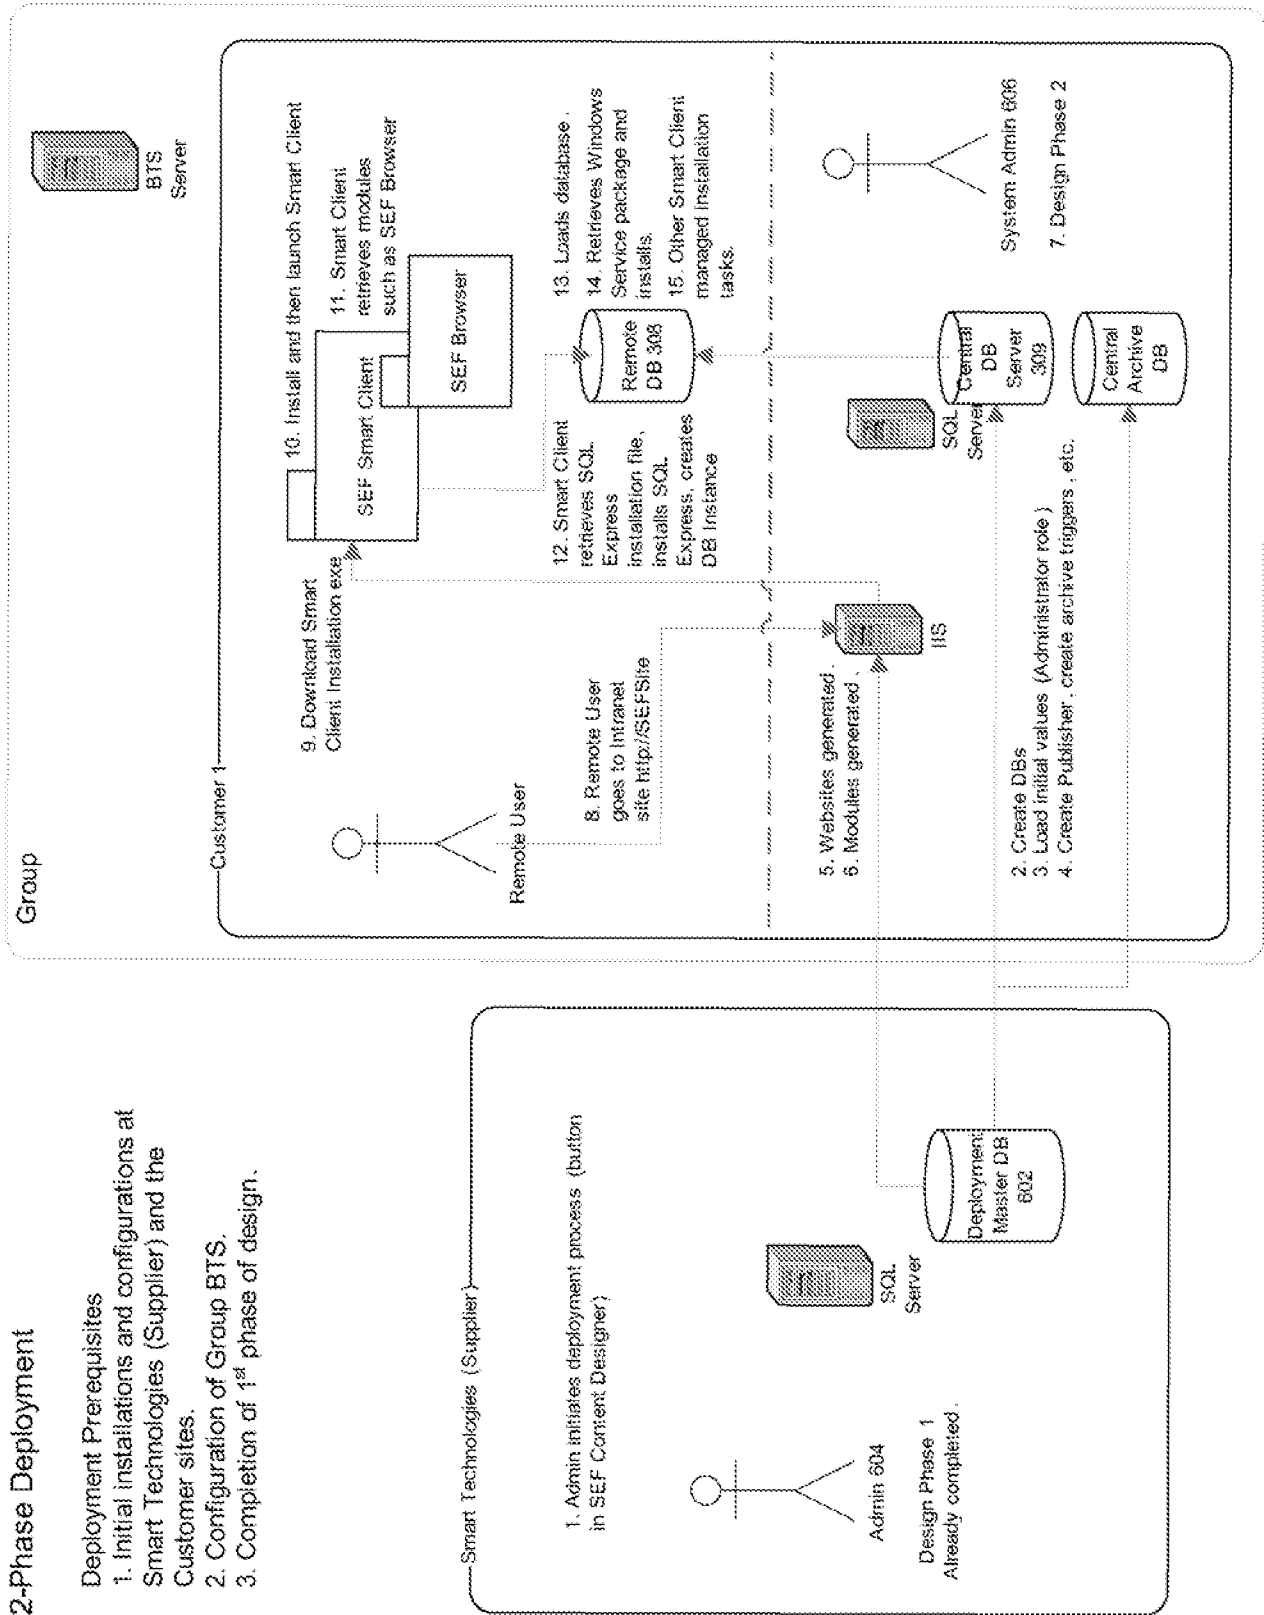 2-Phase Deployment
Deployment Prerequisites
1. Initial installations and configurations at
Smart Technologies (Supplier) and the
Customer sites.
2. Configuration of Group BTS.
3. Completion of 1st phase of design.
Smart Technologies (Supplier)
1. Admin initiates deployment process (button
in SEF Content Designer)
Admin 604
Design Phase 1
Already completed.
SQL
Server
Deployment
Master DB
602
Group
BTS
Server
Customer 1
Remote User
8. Remote User
goes to Intranet
site http://SEFSite
9. Download Smart
Client Installation exe
10. Install and then launch Smart Client
SEF Smart Client
11. Smart Client
retrieves modules
such as SEF Browser
SEF Browser
12. Smart Client
retrieves SQL
Express
installation file,
installs SQL
Express, creates
DB Instance
Remote
DB 308
13. Loads database.
14. Retrieves Windows
Service package and
installs.
15. Other Smart Client
managed installation
tasks.
5. Websites generated.
6. Modules generated.
IIS
SQL
Server
Central
DB
Server
309
Central
Archive
DB
2. Create DBs
3. Load initial values (Administrator role)
4. Create Publisher, create archive triggers, etc.
System Admin 606
7. Design Phase 2